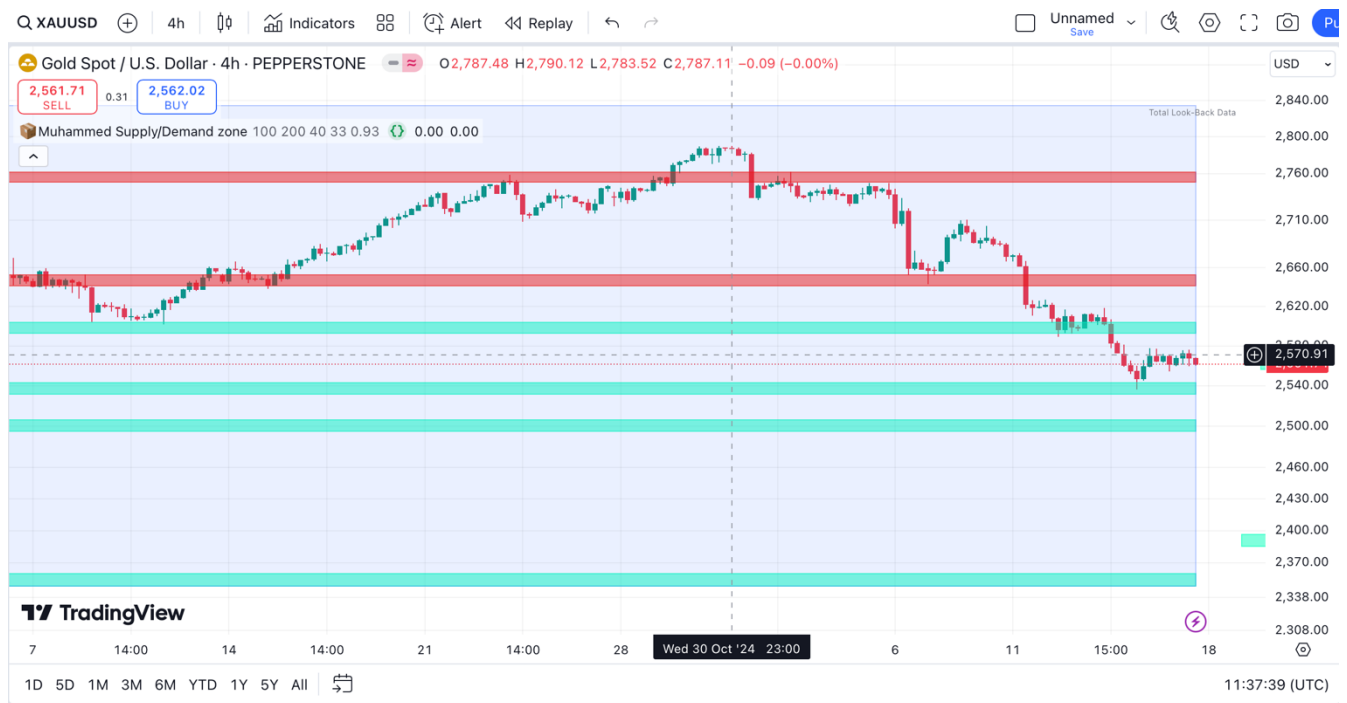 XAUUSD 4h Indicators Alert Replay Unnamed Pu
Save
Gold Spot / U.S. Dollar · 4h · PEPPERSTONE O2,787.48 H2,790.12 L2,783.52 C2,787.11 −0.09 (−0.00%) USD
2,561.71 0.31 2,562.02
SELL BUY
2,840.00
Total Look-Back Data
Muhammed Supply/Demand zone 100 200 40 33 0.93 {} 0.00 0.00
2,800.00
2,760.00
2,710.00
2,660.00
2,620.00
2,570.91
2,540.00
2,500.00
2,460.00
2,430.00
2,400.00
2,370.00
2,338.00
TradingView
2,308.00
7 14:00 14 14:00 21 14:00 28 Wed 30 Oct '24 23:00 6 11 15:00 18
1D 5D 1M 3M 6M YTD 1Y 5Y All 11:37:39 (UTC)